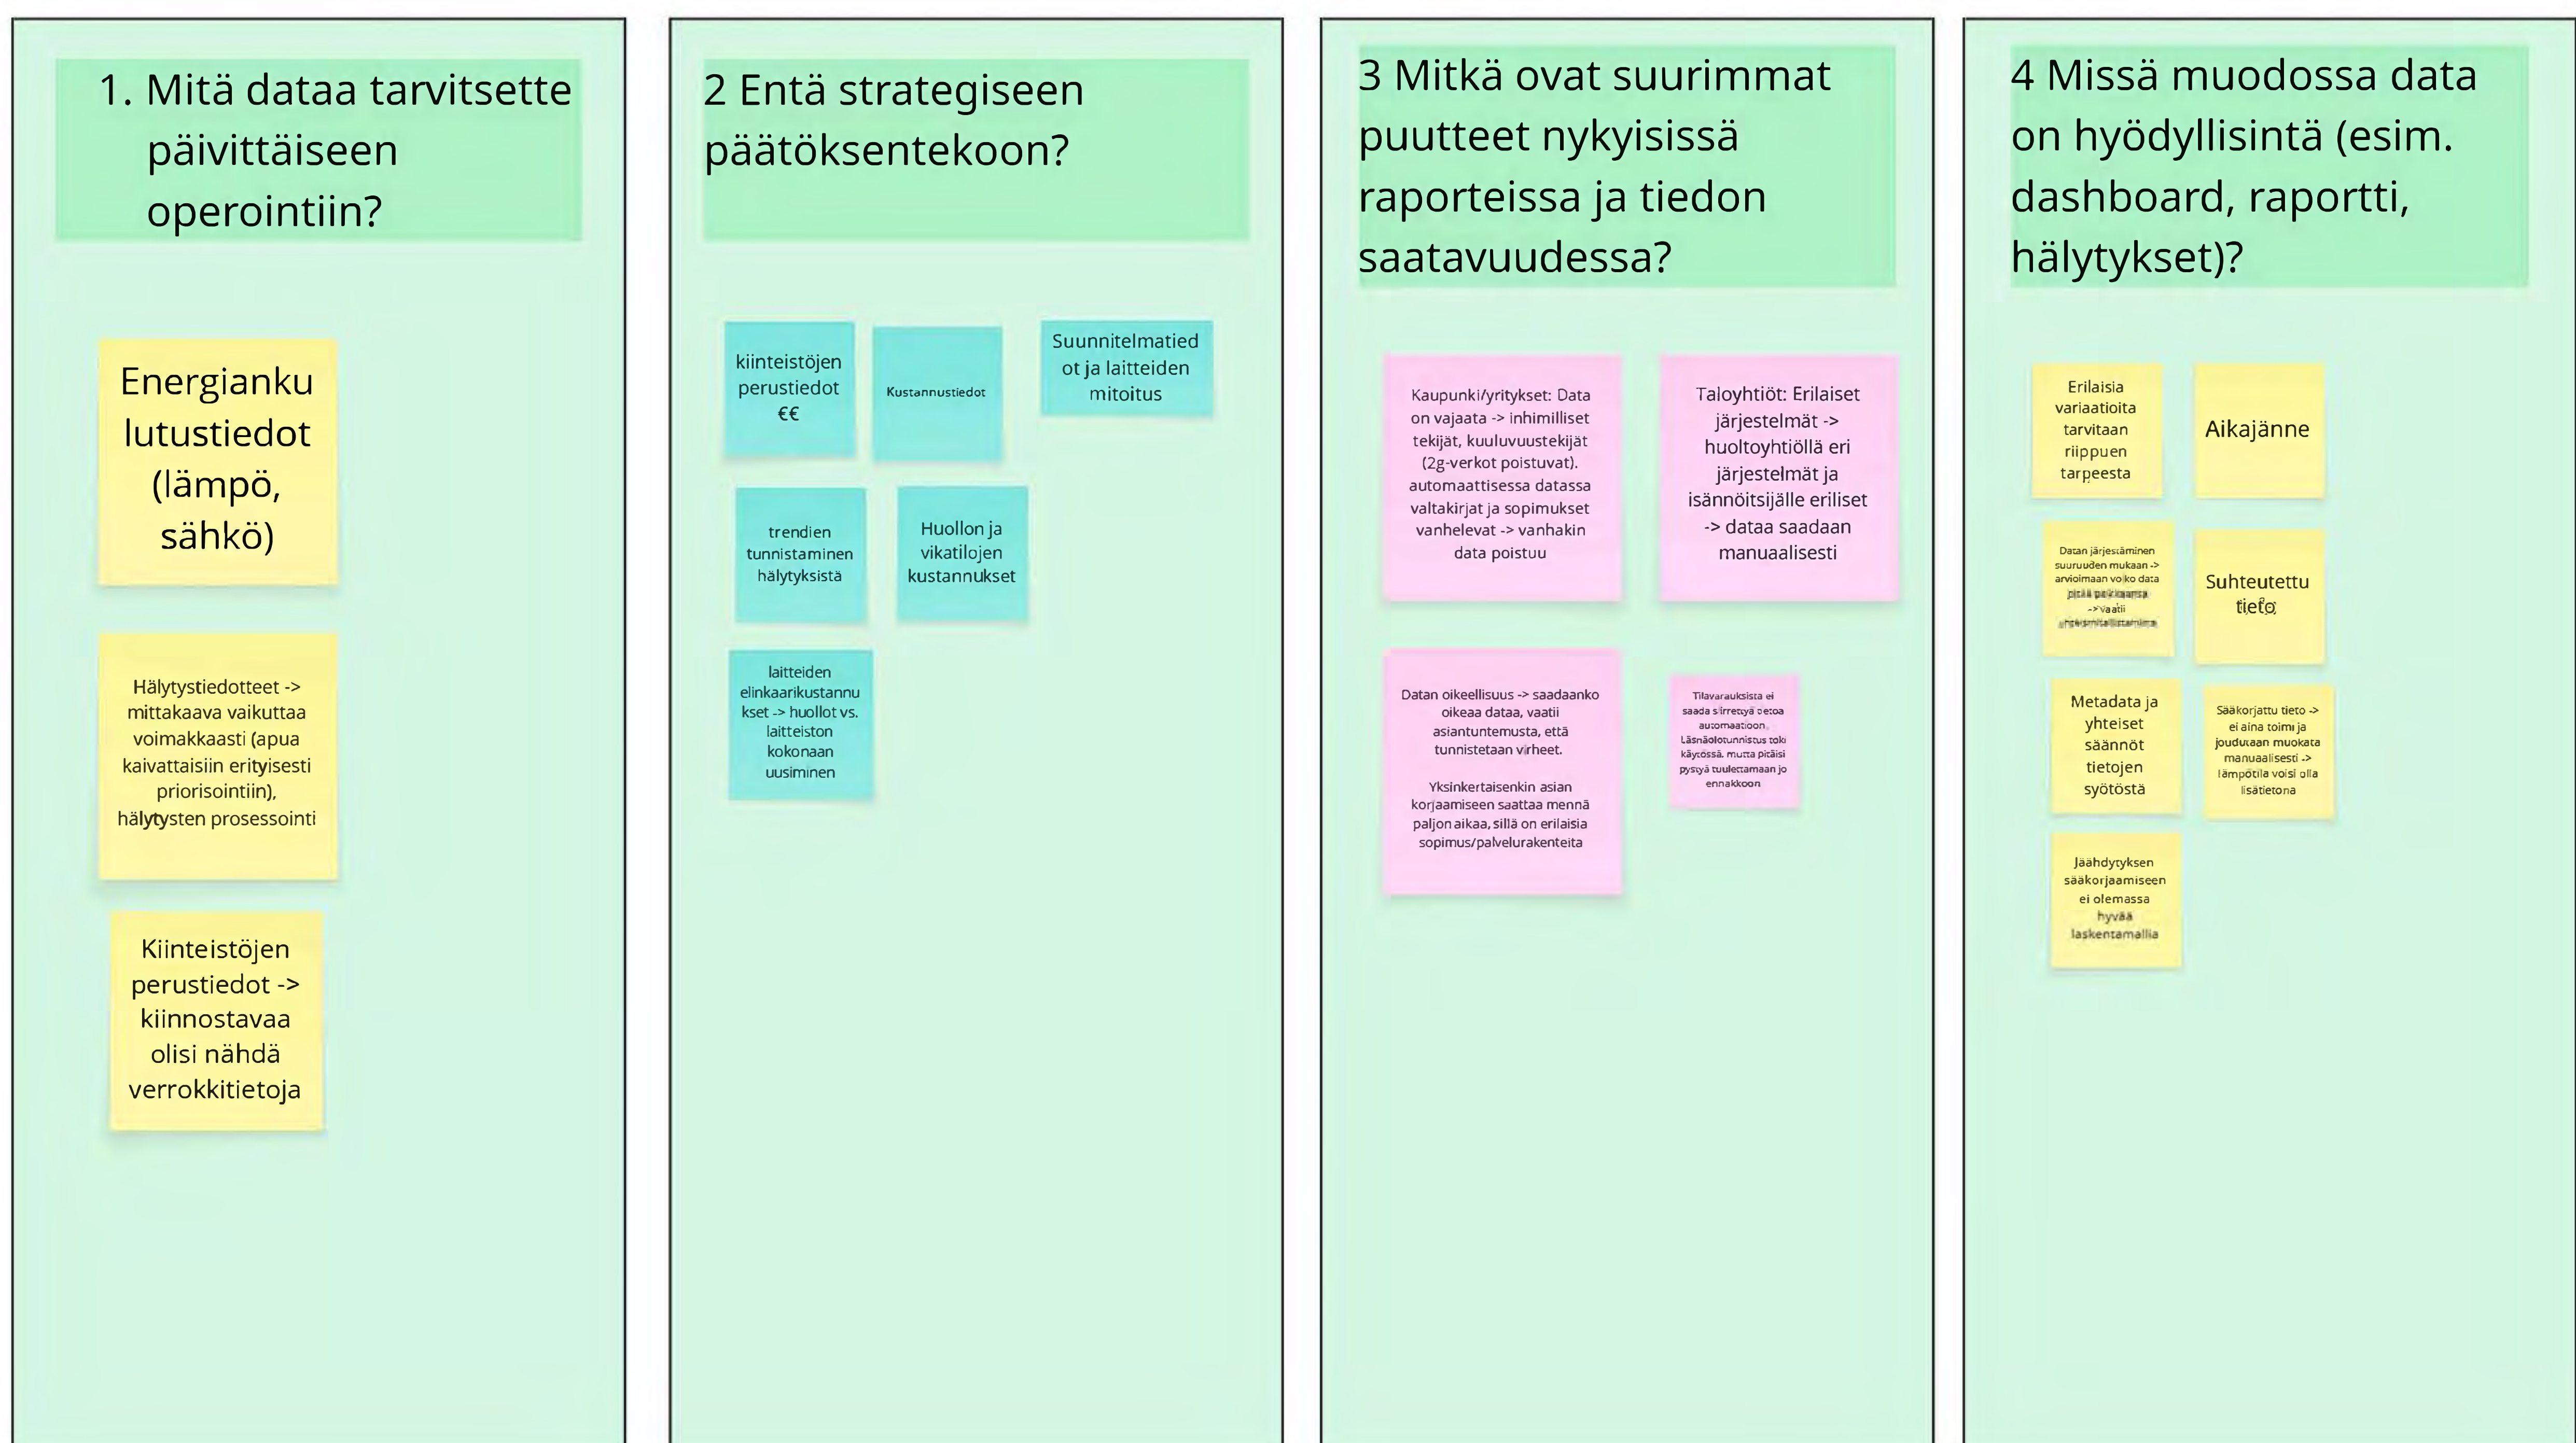 1. Mitä dataa tarvitsette
päivittäiseen
operointiin?
Energianku
lutustiedot
(lämpö,
sähkö)
Hälytystiedotteet ->
mittakaava vaikuttaa
voimakkaasti (apua
kaivattaisiin erityisesti
priorisointiin),
hälytysten prosessointi
Kiinteistöjen
perustiedot ->
kiinnostavaa
olisi nähdä
verrokkitietoja
2 Entä strategiseen
päätöksentekoon?
kiinteistöjen
perustiedot
€€
Kustannustiedot
Suunnitelmatied
ot ja laitteiden
mitoitus
trendien
tunnistaminen
hälytyksistä
Huollon ja
vikatilojen
kustannukset
laitteiden
elinkaarikustannu
kset -> huollot vs.
laitteiston
kokonaan
uusiminen
3 Mitkä ovat suurimmat
puutteet nykyisissä
raporteissa ja tiedon
saatavuudessa?
Kaupunki/yritykset: Data
on vajaata -> inhimilliset
tekijät, kuuluvuustekijät
(2g-verkot poistuvat).
automaattisessa datassa
valtakirjat ja sopimukset
vanhelevat -> vanhakin
data poistuu
Taloyhtiöt: Erilaiset
järjestelmät ->
huoltoyhtiöllä eri
järjestelmät ja
isännöitsijälle eriliset
-> dataa saadaan
manuaalisesti
Datan oikeellisuus -> saadaanko
oikeaa dataa, vaatii
asiantuntemusta, että
tunnistetaan virheet.
Yksinkertaisenkin asian
korjaamiseen saattaa mennä
paljon aikaa, sillä on erilaisia
sopimus/palvelurakenteita
Tilavarauksista ei
saada siirrettyä tietoa
automaatioon.
Läsnäolotunnistus toki
käytössä, mutta pitäisi
pystyä tuulettamaan jo
ennakkoon
4 Missä muodossa data
on hyödyllisintä (esim.
dashboard, raportti,
hälytykset)?
Erilaisia
variaatioita
tarvitaan
riippuen
tarpeesta
Aikajänne
Datan järjestäminen
suuruuden mukaan ->
arvioimaan voiko data
pitää paikkaansa
-> vaatii
yhteismitallistamista
Suhteutettu
tieto
Metadata ja
yhteiset
säännöt
tietojen
syötöstä
Sääkorjattu tieto ->
ei aina toimi ja
joudutaan muokata
manuaalisesti ->
lämpötila voisi olla
lisätietona
Jäähdytyksen
sääkorjaamiseen
ei olemassa
hyvää
laskentamallia